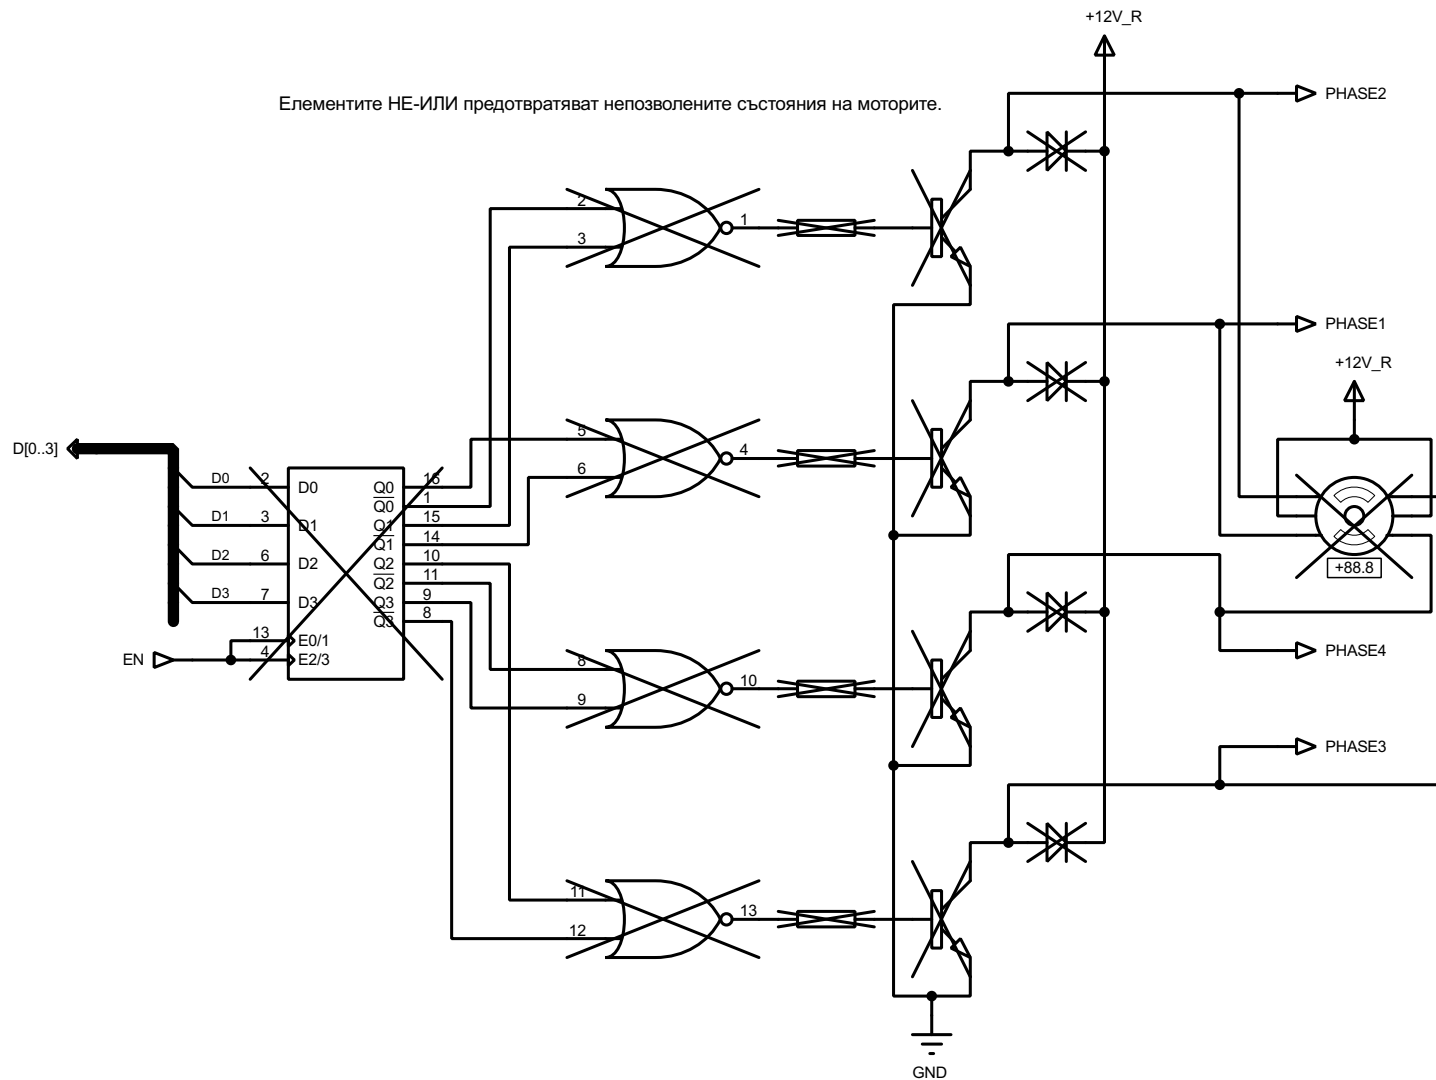 +12V_R
Елементите НЕ-ИЛИ предотвратяват непозволените състояния на моторите.
PHASE2
2
3
1
PHASE1
+12V_R
D[0..3]
5
6
4
D0 2 D0 Q0 16
Q0 1
D1 3 D1 Q1 15
Q1 14
D2 6 D2 Q2 10
Q2 11
D3 7 D3 Q3 9
Q3 8
13 E0/1
EN 4 E2/3
+88.8
8
9
10
PHASE4
PHASE3
11
12
13
GND